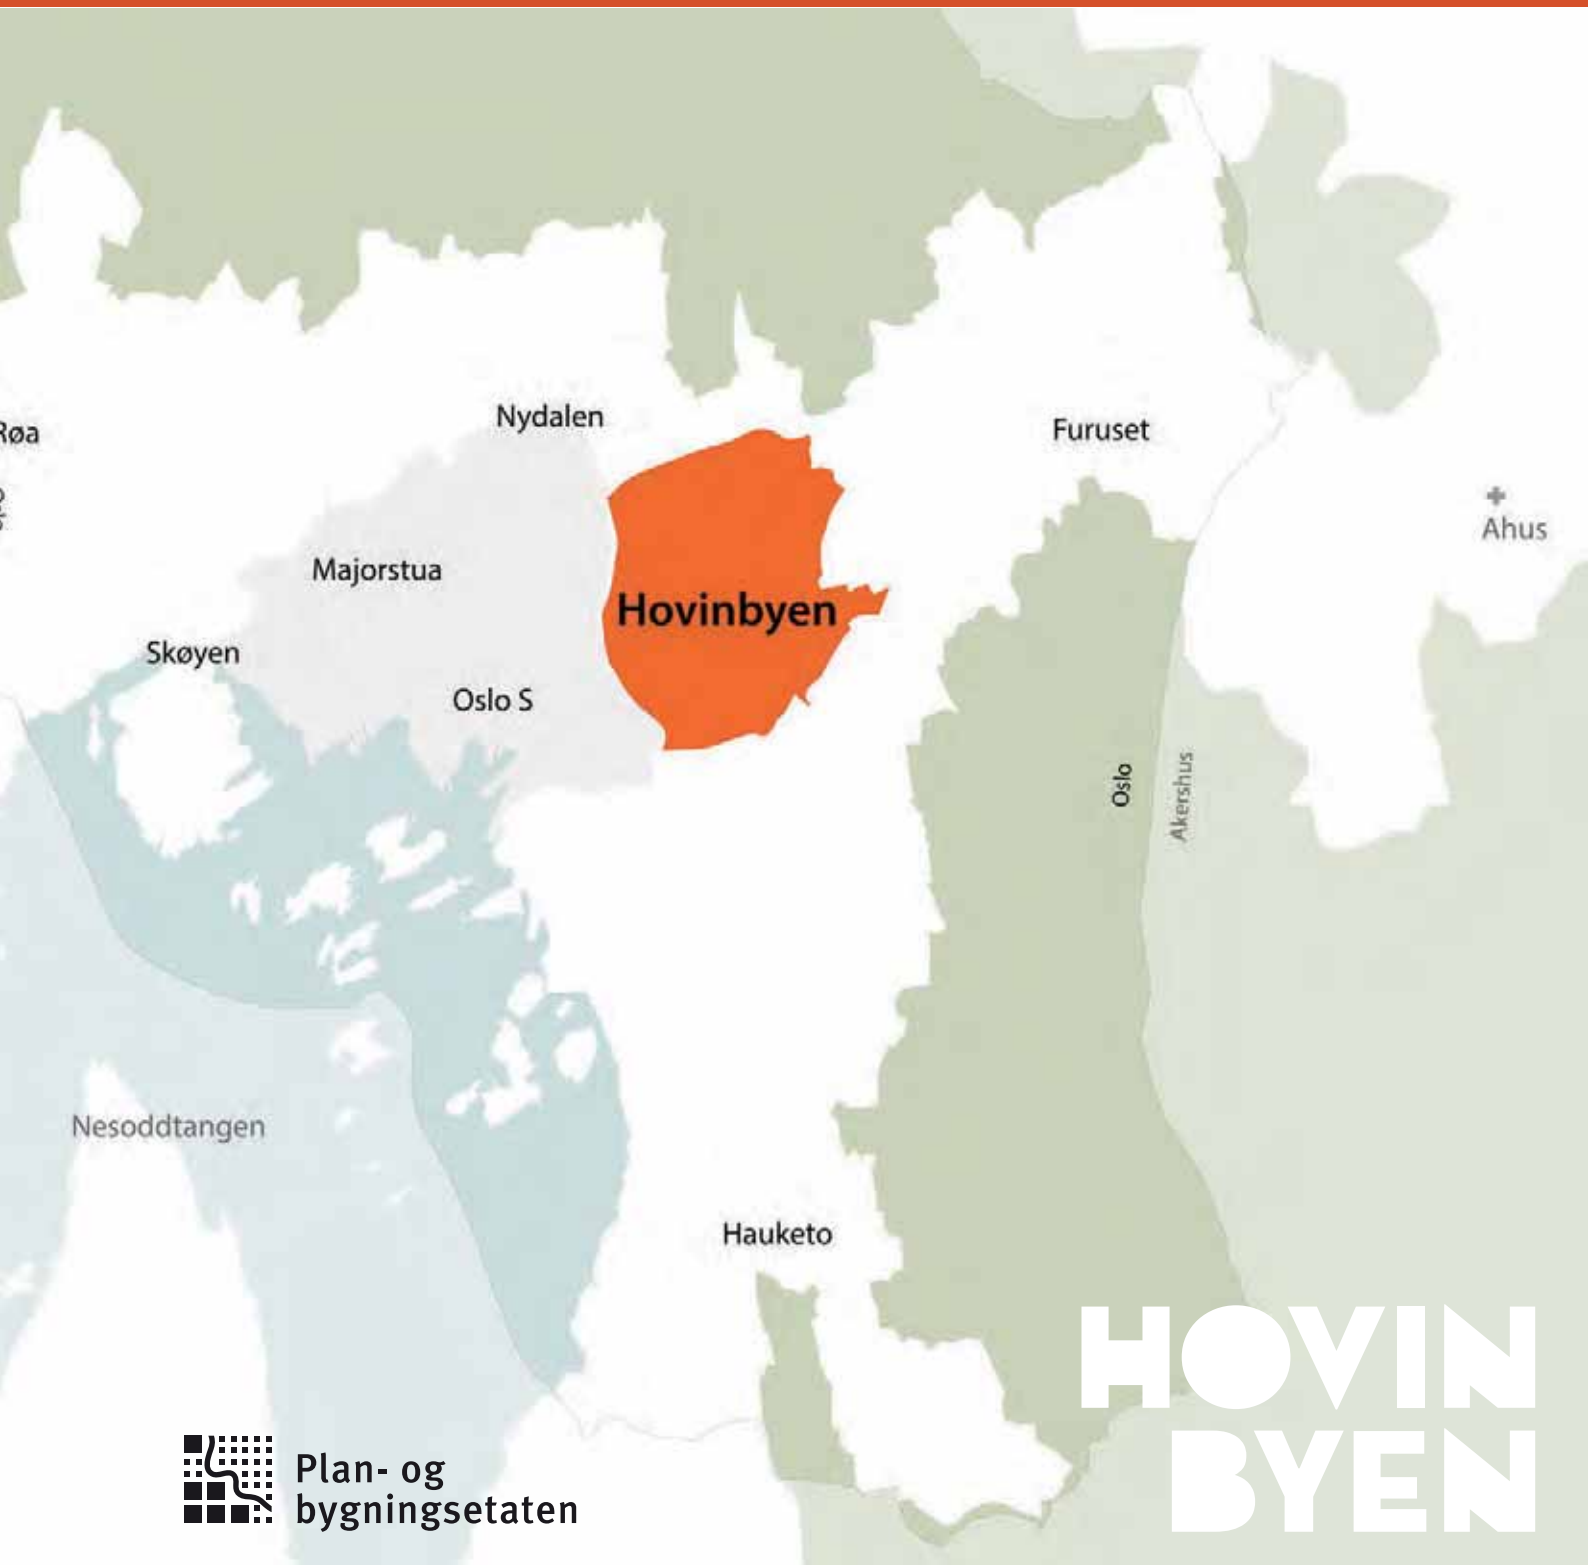 Nydalen
Røa
Furuset
Ahus
Majorstua
Hovinbyen
Skøyen
Oslo S
Oslo
Akershus
Nesoddtangen
Hauketo
HOVIN
BYEN
Plan- og
bygningsetaten